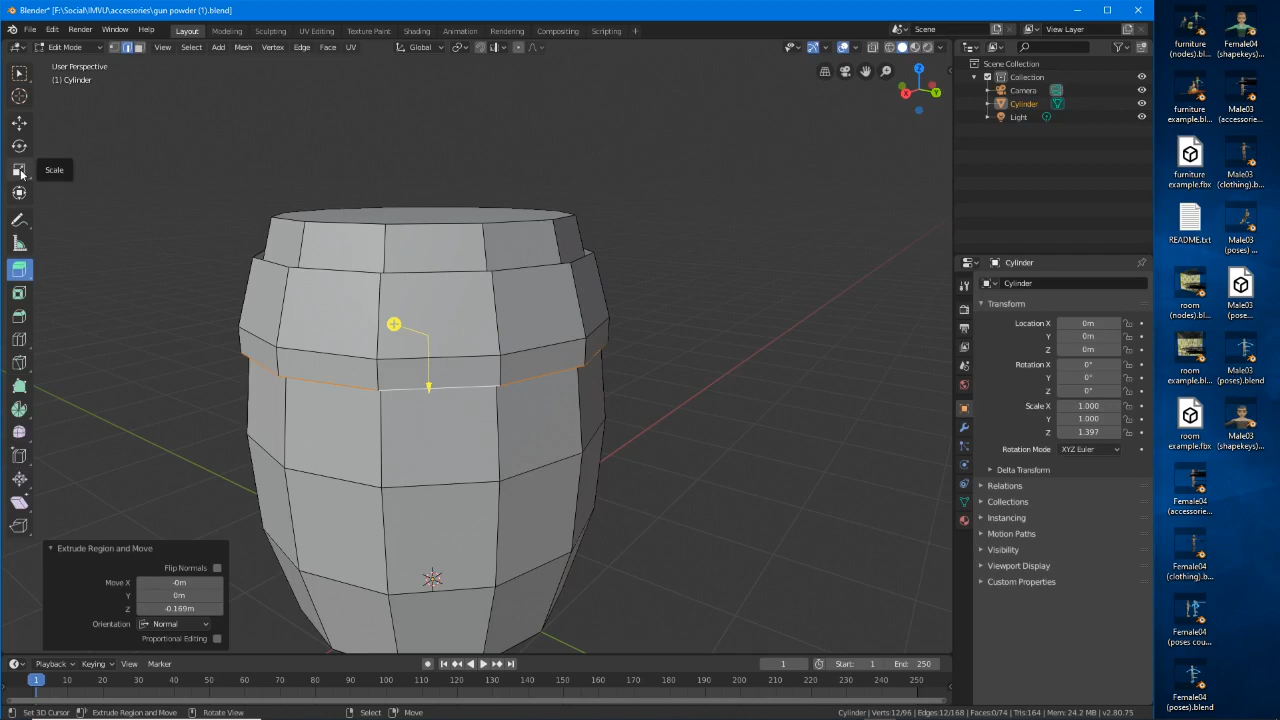 Blender* [F:\Social\IMVU\accessories\gun powder (1).blend]
File Edit Render Window Help Layout Modeling Sculpting UV Editing Texture Paint Shading Animation Rendering Compositing Scripting + Scene View Layer
Edit Mode View Select Add Mesh Vertex Edge Face UV Global
User Perspective
(1) Cylinder
Scale
X
Y
Z
Scene Collection
Collection
Camera
Cylinder
Light
Cylinder
Cylinder
Transform
Location X 0m
Y 0m
Z 0m
Rotation X 0°
Y 0°
Z 0°
Scale X 1.000
Y 1.000
Z 1.397
Rotation Mode XYZ Euler
Delta Transform
Relations
Collections
Instancing
Motion Paths
Visibility
Viewport Display
Custom Properties
Extrude Region and Move
Flip Normals
Move X -0m
Y 0m
Z -0.169m
Orientation Normal
Proportional Editing
Playback Keying View Marker 1 Start: 1 End: 250
1 10 20 30 40 50 60 70 80 90 100 110 120 130 140 150 160 170 180 190 200 210 220 230 240 250
Set 3D Cursor Extrude Region and Move Rotate View Select Move Cylinder | Verts:12/96 | Edges:12/168 | Faces:0/74 | Tris:164 | Mem: 24.2 MB | v2.80.75
furniture
(nodes).bl...
Female04
(shapekeys)
furniture
example.bl...
Male03
(accessorie...
furniture
example.fbx
Male03
(clothing).b...
README.txt
Male03
(poses) ...
room
(nodes).bl...
Male03
(pose...
room
example.bl...
Male03
(poses).blend
room
example.fbx
Male03
(shapekeys)
Female04
(accessorie...
Female04
(clothing).b...
Female04
(poses cou...
Female04
(poses).blend